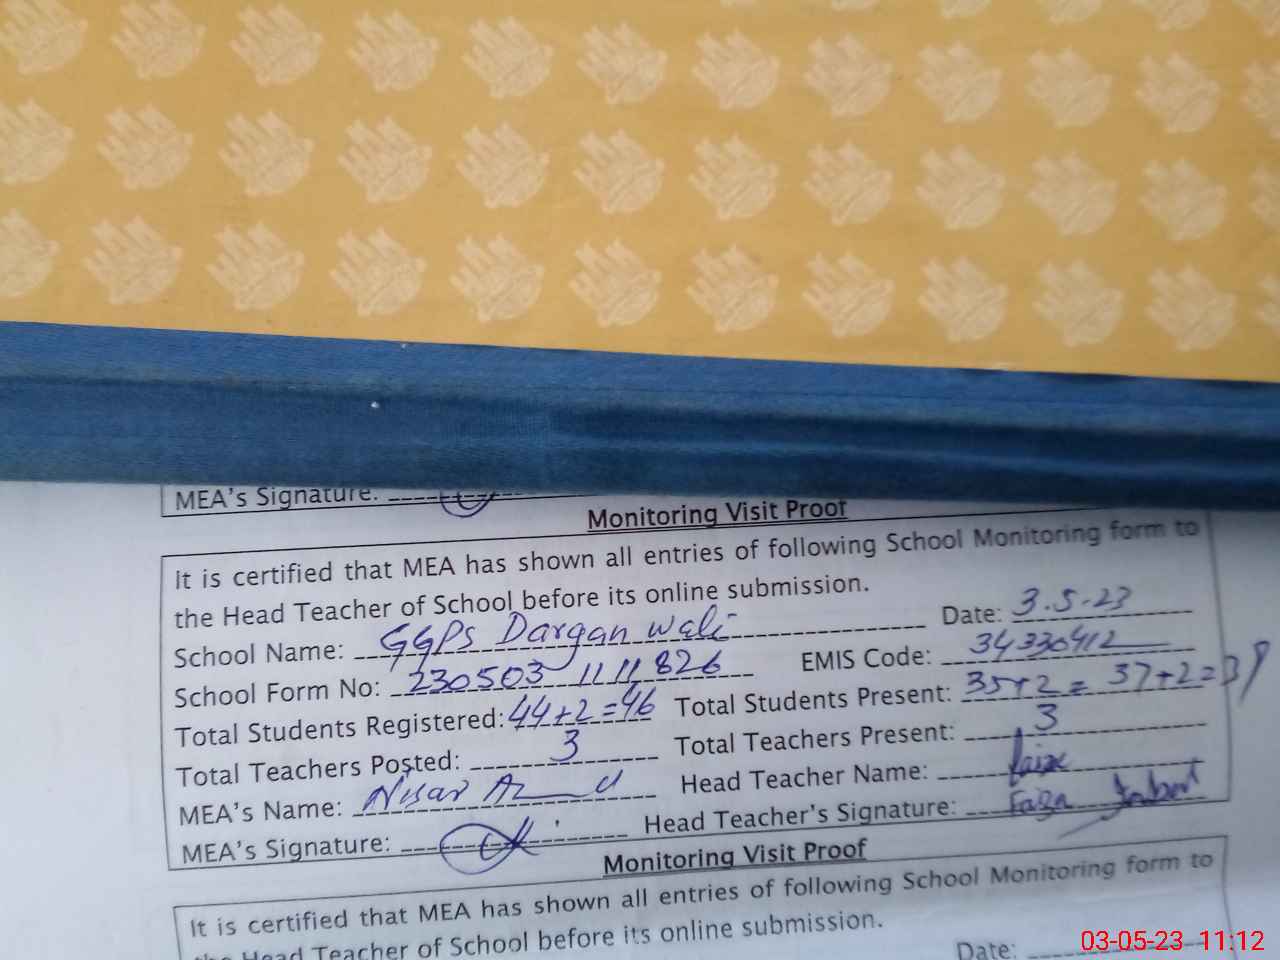 MEA's Signature:
Monitoring Visit Proof
It is certified that MEA has shown all entries of following School Monitoring form to
the Head Teacher of School before its online submission.
School Name: GGPS Dargan wali Date: 3.5.23
School Form No: 230503 1111826 EMIS Code: 34330412
Total Students Registered: 44+2=46 Total Students Present: 35+2= 37+2=39
Total Teachers Posted: 3 Total Teachers Present: 3
MEA's Name: Nisar Head Teacher Name:
MEA's Signature: Head Teacher's Signature: Faiza
Monitoring Visit Proof
It is certified that MEA has shown all entries of following School Monitoring form to
the Head Teacher of School before its online submission.
Date:
03-05-23 11:12